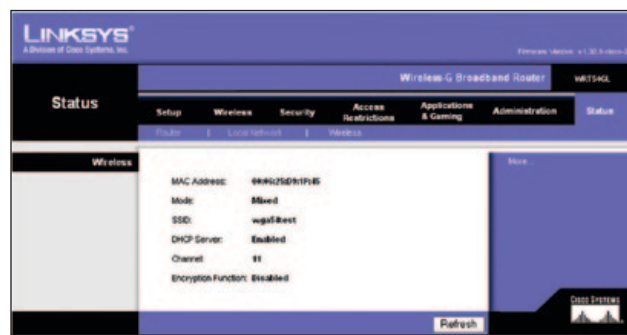 LINKSYS®
A Division of Cisco Systems, Inc.
Firmware Version:
Wireless-G Broadband Router WRT54GL
Status
Setup Wireless Security Access Restrictions Applications & Gaming Administration Status
Router | Local Network | Wireless
Wireless
More...
MAC Address:
Mode: Mixed
SSID:
DHCP Server: Enabled
Channel: 11
Encryption Function: Disabled
CISCO SYSTEMS
Refresh